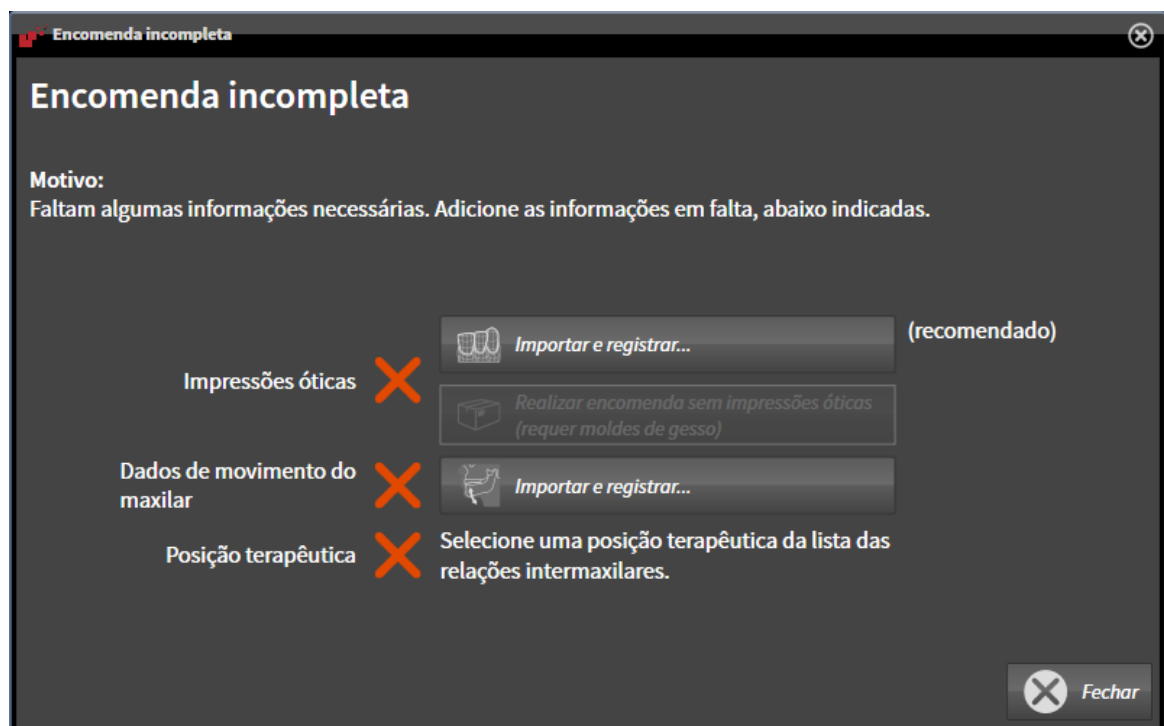 Encomenda incompleta
Encomenda incompleta
Motivo:
Faltam algumas informações necessárias. Adicione as informações em falta, abaixo indicadas.
Impressões óticas
Importar e registrar...
(recomendado)
Realizar encomenda sem impressões óticas
(requer moldes de gesso)
Dados de movimento do
maxilar
Importar e registrar...
Posição terapêutica
Selecione uma posição terapêutica da lista das
relações intermaxilares.
Fechar